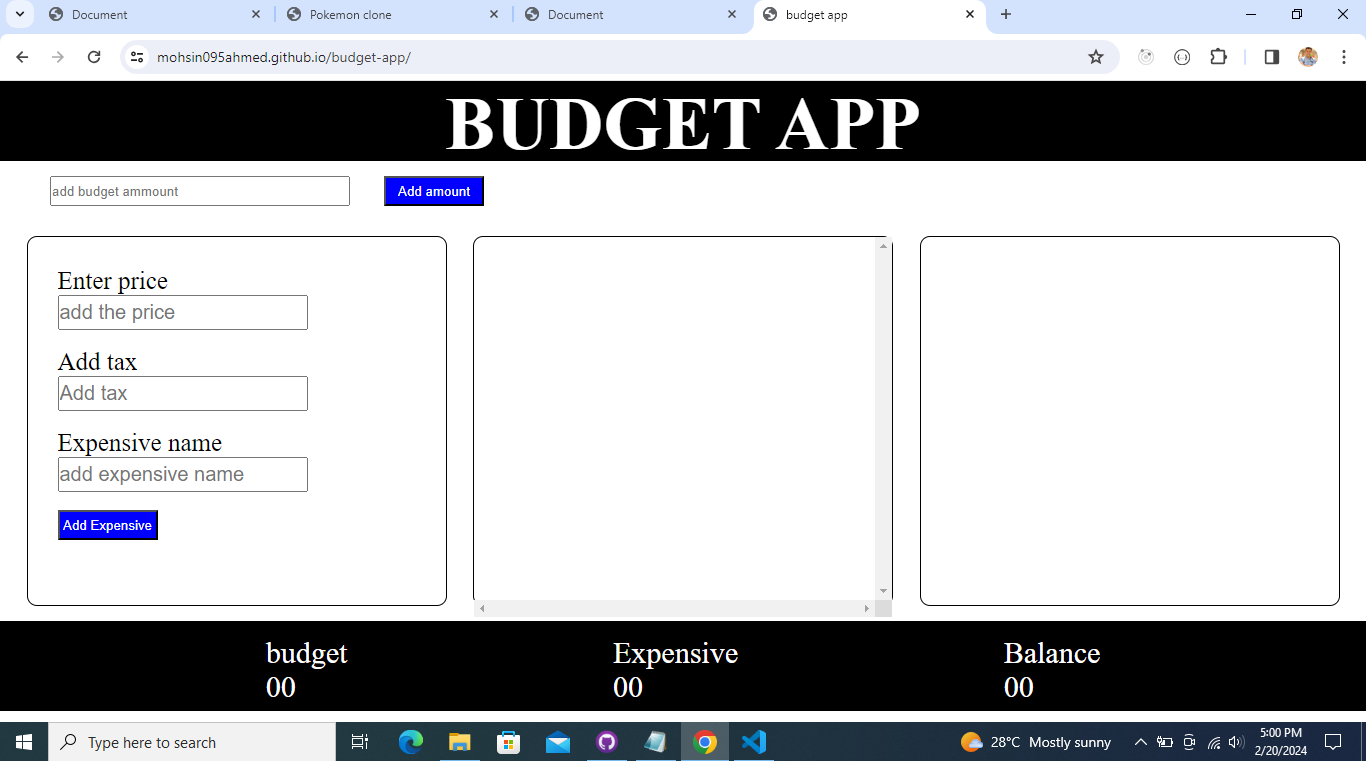 Document
Pokemon clone
Document
budget app
mohsin095ahmed.github.io/budget-app/
BUDGET APP
add budget ammount
Add amount
Enter price
add the price
Add tax
Add tax
Expensive name
add expensive name
Add Expensive
budget
00
Expensive
00
Balance
00
Type here to search
28°C Mostly sunny
5:00 PM
2/20/2024